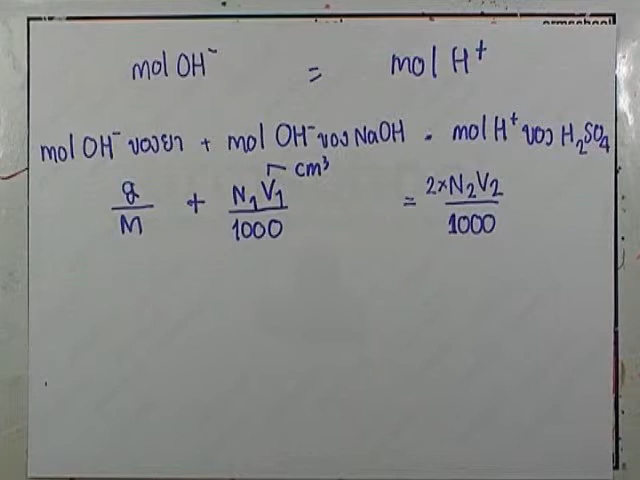 ormschool
mol OH⁻ = mol H⁺
mol OH⁻ ของยา + mol OH⁻ ของ NaOH = mol H⁺ ของ H₂SO₄
cm³
g/M + N₁V₁/1000 = 2×N₂V₂/1000